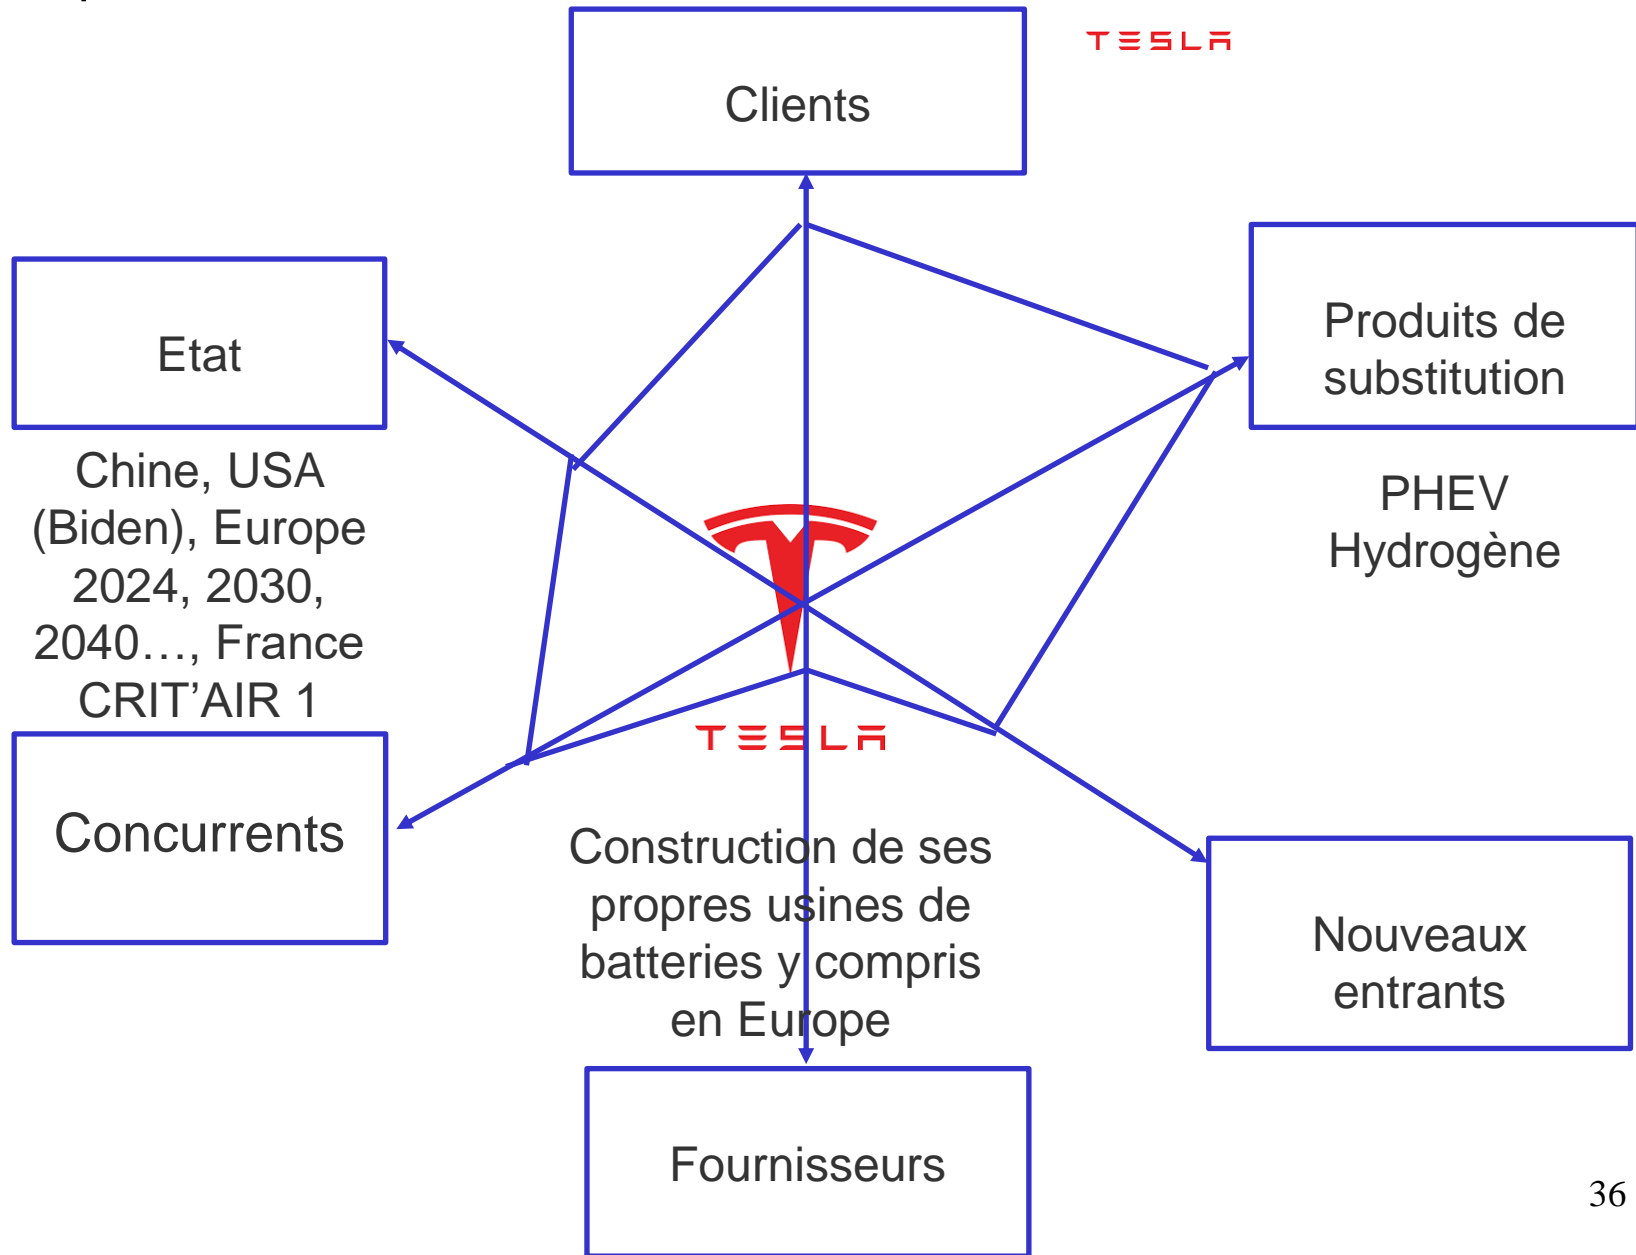 TESLA
Clients
Etat
Produits de
substitution
Chine, USA
(Biden), Europe
2024, 2030,
2040…, France
CRIT’AIR 1
PHEV
Hydrogène
TESLA
Concurrents
Construction de ses
propres usines de
batteries y compris
en Europe
Nouveaux
entrants
Fournisseurs
36